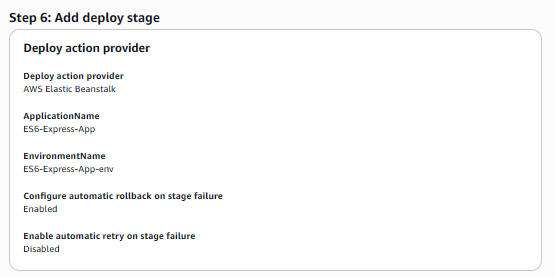 Step 6: Add deploy stage
Deploy action provider
Deploy action provider
AWS Elastic Beanstalk
ApplicationName
ES6-Express-App
EnvironmentName
ES6-Express-App-env
Configure automatic rollback on stage failure
Enabled
Enable automatic retry on stage failure
Disabled